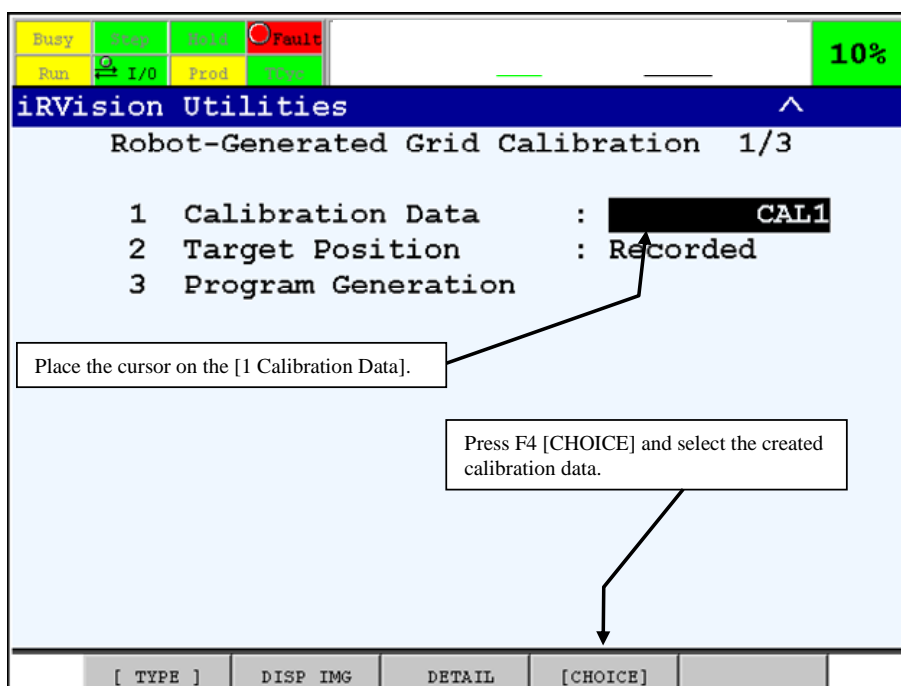 Busy Step Hold Fault
Run I/O Prod TCyc
10%
iRVision Utilities
Robot-Generated Grid Calibration 1/3
1 Calibration Data : CAL1
2 Target Position : Recorded
3 Program Generation
Place the cursor on the [1 Calibration Data].
Press F4 [CHOICE] and select the created
calibration data.
[ TYPE ] DISP IMG DETAIL [CHOICE]